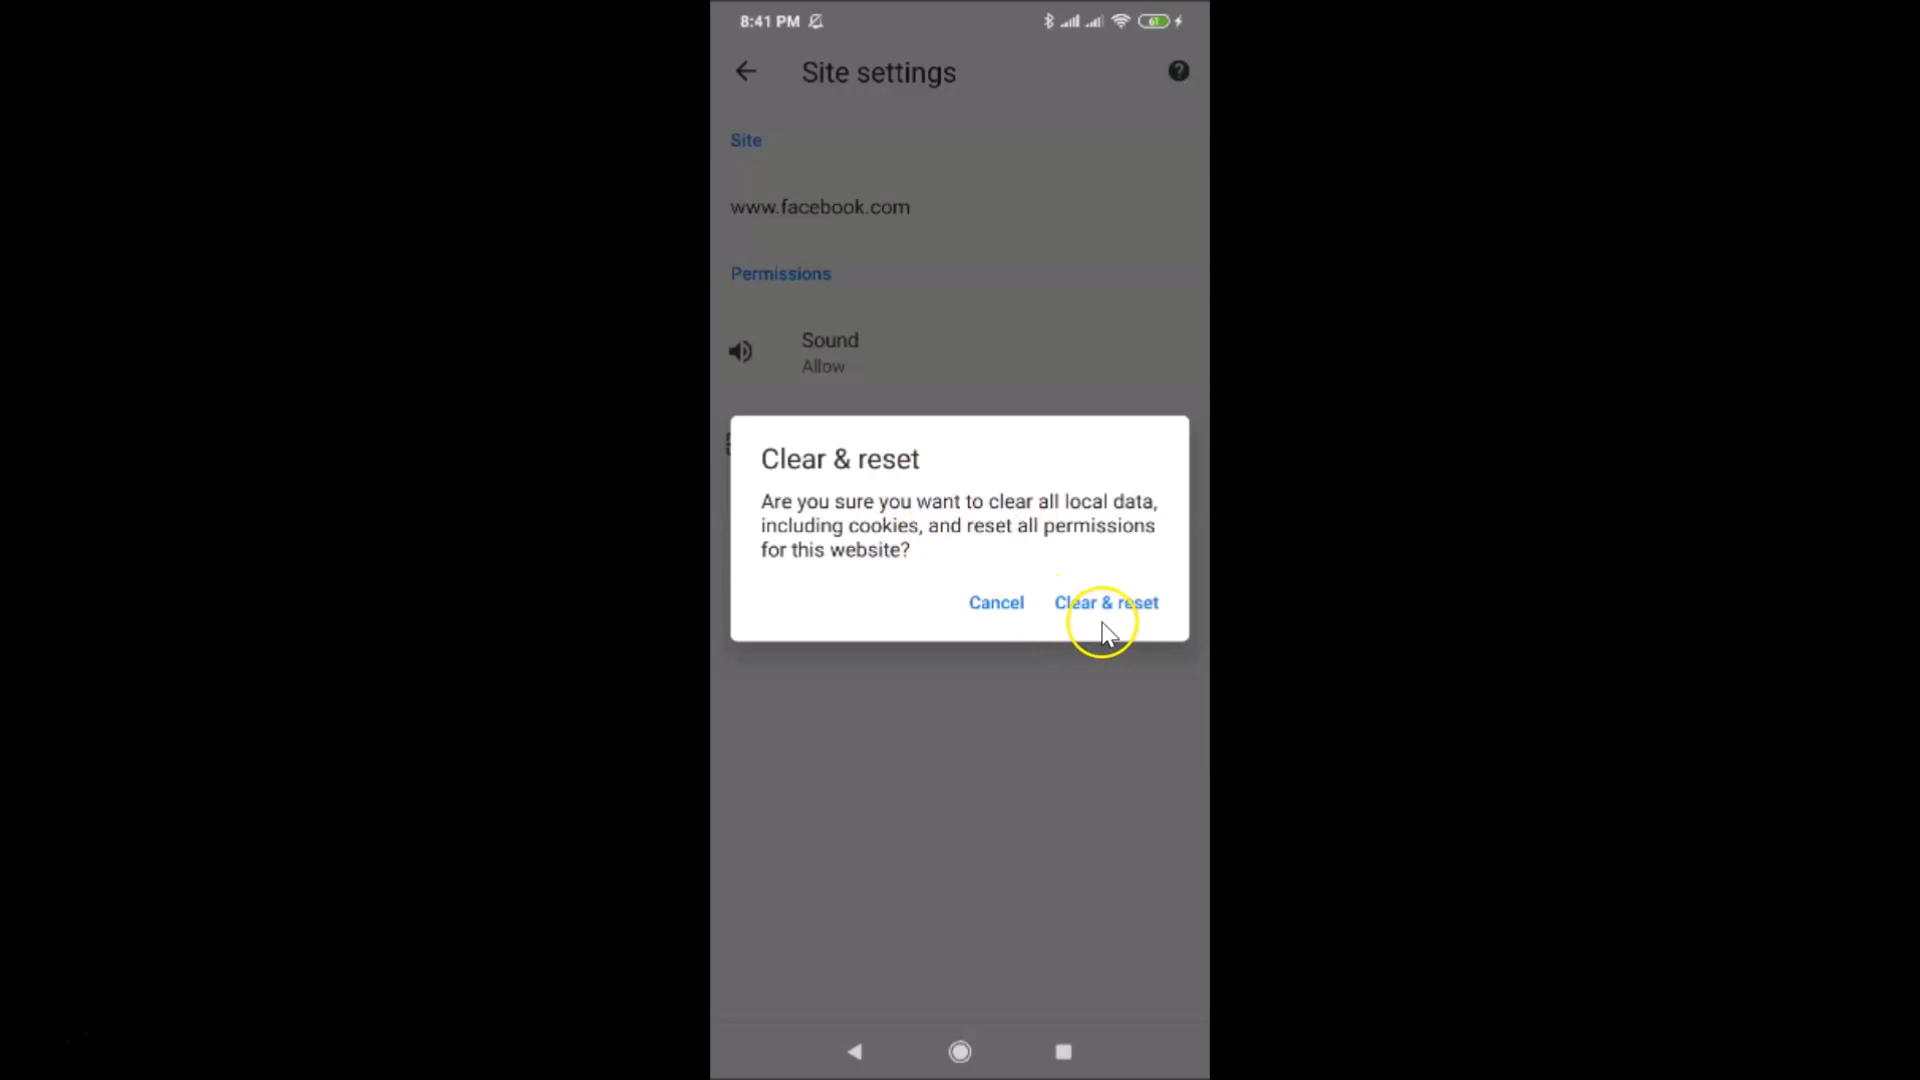 8:41 PM
61
Site settings
Site
www.facebook.com
Permissions
Sound
Allow
Clear & reset
Are you sure you want to clear all local data,
including cookies, and reset all permissions
for this website?
Cancel Clear & reset